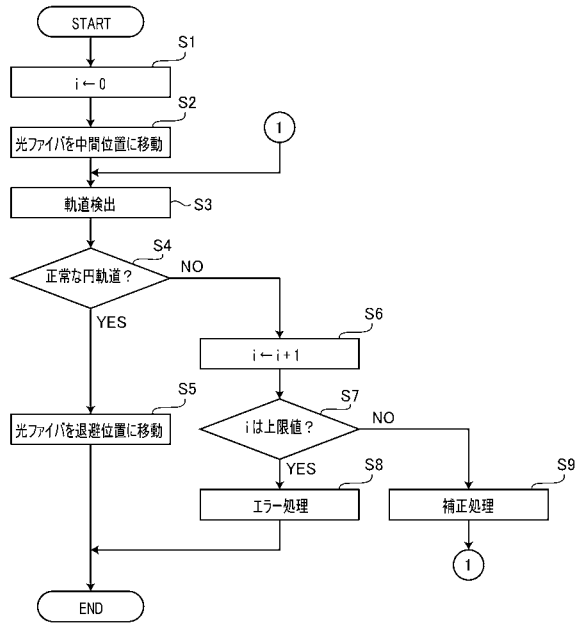 START
S1
i←0
S2
光ファイバを中間位置に移動
1
軌道検出
S3
S4
正常な円軌道？
NO
YES
S6
i←i+1
S5
光ファイバを退避位置に移動
S7
iは上限値？
NO
YES
S8
エラー処理
S9
補正処理
1
END